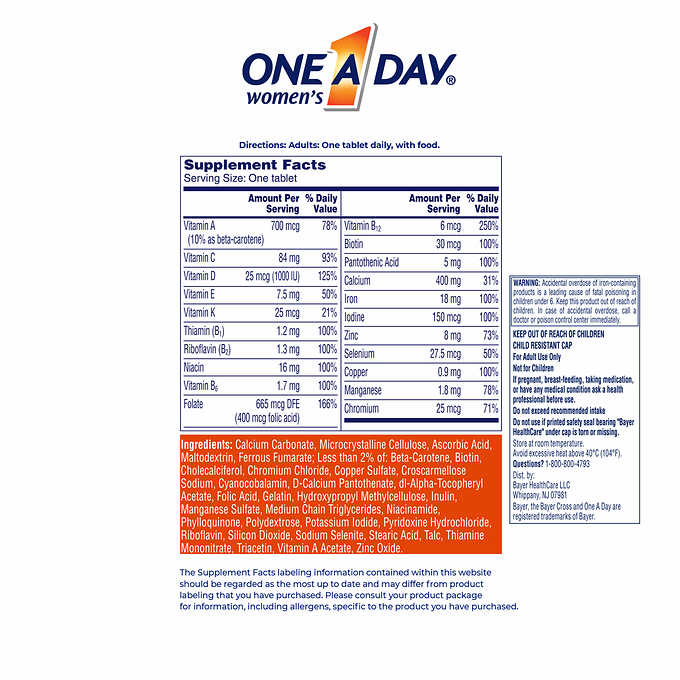 ONE A DAY®
women's 1
Directions: Adults: One tablet daily, with food.
Supplement Facts
Serving Size: One tablet
Amount Per Serving % Daily Value
Vitamin A 700 mcg 78%
(10% as beta-carotene)
Vitamin C 84 mg 93%
Vitamin D 25 mcg (1000 IU) 125%
Vitamin E 7.5 mg 50%
Vitamin K 25 mcg 21%
Thiamin (B1) 1.2 mg 100%
Riboflavin (B2) 1.3 mg 100%
Niacin 16 mg 100%
Vitamin B6 1.7 mg 100%
Folate 665 mcg DFE 166%
(400 mcg folic acid)
Amount Per Serving % Daily Value
Vitamin B12 6 mcg 250%
Biotin 30 mcg 100%
Pantothenic Acid 5 mg 100%
Calcium 400 mg 31%
Iron 18 mg 100%
Iodine 150 mcg 100%
Zinc 8 mg 73%
Selenium 27.5 mcg 50%
Copper 0.9 mg 100%
Manganese 1.8 mg 78%
Chromium 25 mcg 71%
Ingredients: Calcium Carbonate, Microcrystalline Cellulose, Ascorbic Acid,
Maltodextrin, Ferrous Fumarate; Less than 2% of: Beta-Carotene, Biotin,
Cholecalciferol, Chromium Chloride, Copper Sulfate, Croscarmellose
Sodium, Cyanocobalamin, D-Calcium Pantothenate, dl-Alpha-Tocopheryl
Acetate, Folic Acid, Gelatin, Hydroxypropyl Methylcellulose, Inulin,
Manganese Sulfate, Medium Chain Triglycerides, Niacinamide,
Phylloquinone, Polydextrose, Potassium Iodide, Pyridoxine Hydrochloride,
Riboflavin, Silicon Dioxide, Sodium Selenite, Stearic Acid, Talc, Thiamine
Mononitrate, Triacetin, Vitamin A Acetate, Zinc Oxide.
WARNING: Accidental overdose of iron-containing
products is a leading cause of fatal poisoning in
children under 6. Keep this product out of reach of
children. In case of accidental overdose, call a
doctor or poison control center immediately.
KEEP OUT OF REACH OF CHILDREN
CHILD RESISTANT CAP
For Adult Use Only
Not for Children
If pregnant, breast-feeding, taking medication,
or have any medical condition ask a health
professional before use.
Do not exceed recommended intake
Do not use if printed safety seal bearing "Bayer
HealthCare" under cap is torn or missing.
Store at room temperature.
Avoid excessive heat above 40°C (104°F).
Questions? 1-800-800-4793
Dist. by:
Bayer HealthCare LLC
Whippany, NJ 07981
Bayer, the Bayer Cross and One A Day are
registered trademarks of Bayer.
The Supplement Facts labeling information contained within this website
should be regarded as the most up to date and may differ from product
labeling that you have purchased. Please consult your product package
for information, including allergens, specific to the product you have purchased.